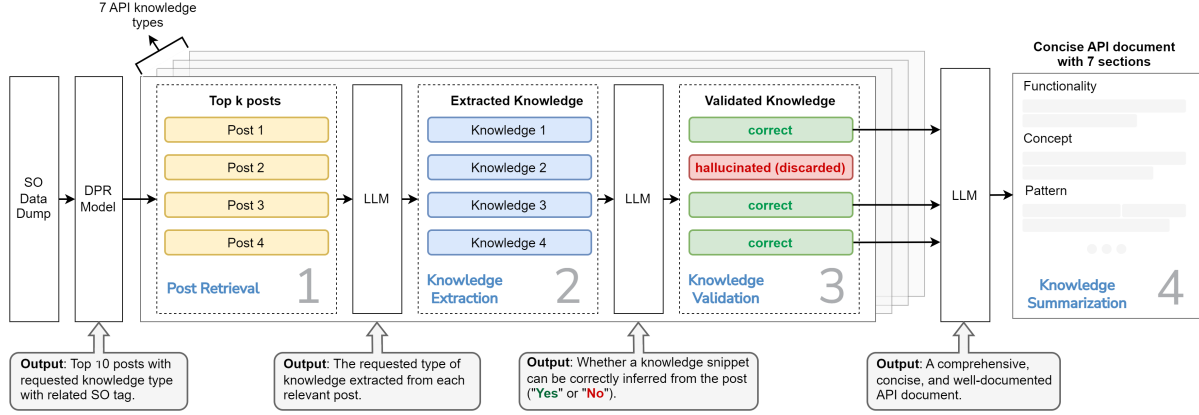 7 API knowledge
types
SO
Data
Dump
DPR
Model
Top k posts
Post 1
Post 2
Post 3
Post 4
Post Retrieval
1
LLM
Extracted Knowledge
Knowledge 1
Knowledge 2
Knowledge 3
Knowledge 4
Knowledge
Extraction
2
LLM
Validated Knowledge
correct
hallucinated (discarded)
correct
correct
Knowledge
Validation
3
LLM
Concise API document
with 7 sections
Functionality
Concept
Pattern
Knowledge
Summarization
4
Output: Top 10 posts with
requested knowledge type
with related SO tag.
Output: The requested type of
knowledge extracted from each
relevant post.
Output: Whether a knowledge snippet
can be correctly inferred from the post
("Yes" or "No").
Output: A comprehensive,
concise, and well-documented
API document.